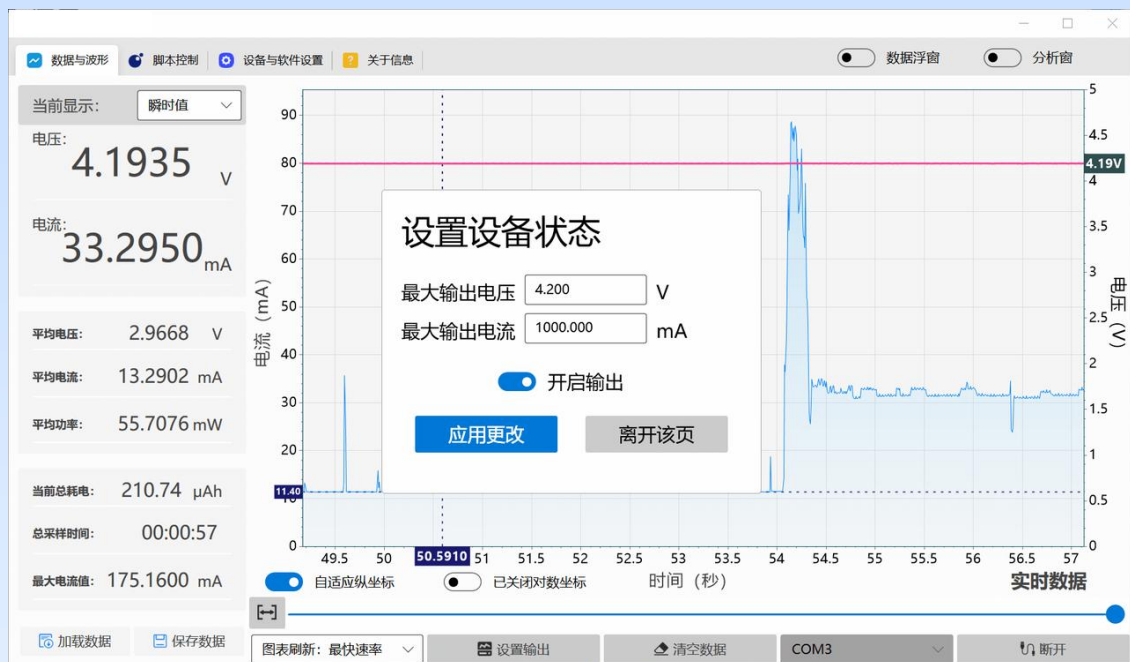 数据与波形 脚本控制 设备与软件设置 ? 关于信息 数据浮窗 分析窗
当前显示: 瞬时值
电压:
4.1935 V
电流:
33.2950 mA
平均电压: 2.9668 V
平均电流: 13.2902 mA
平均功率: 55.7076 mW
当前总耗电: 210.74 μAh
总采样时间: 00:00:57
最大电流值: 175.1600 mA
加载数据 保存数据
电流 (mA)
90
80
70
60
50
40
30
20
10
0
11.40
设置设备状态
最大输出电压 4.200 V
最大输出电流 1000.000 mA
开启输出
应用更改 离开该页
5
4.5
4.19V
4
3.5
3
2.5
2
1.5
1
0.5
0
电压 (V)
49.5 50 50.5910 51 51.5 52 52.5 53 53.5 54 54.5 55 55.5 56 56.5 57
自适应纵坐标 已关闭对数坐标 时间 (秒) 实时数据
图表刷新: 最快速率 设置输出 清空数据 COM3 断开